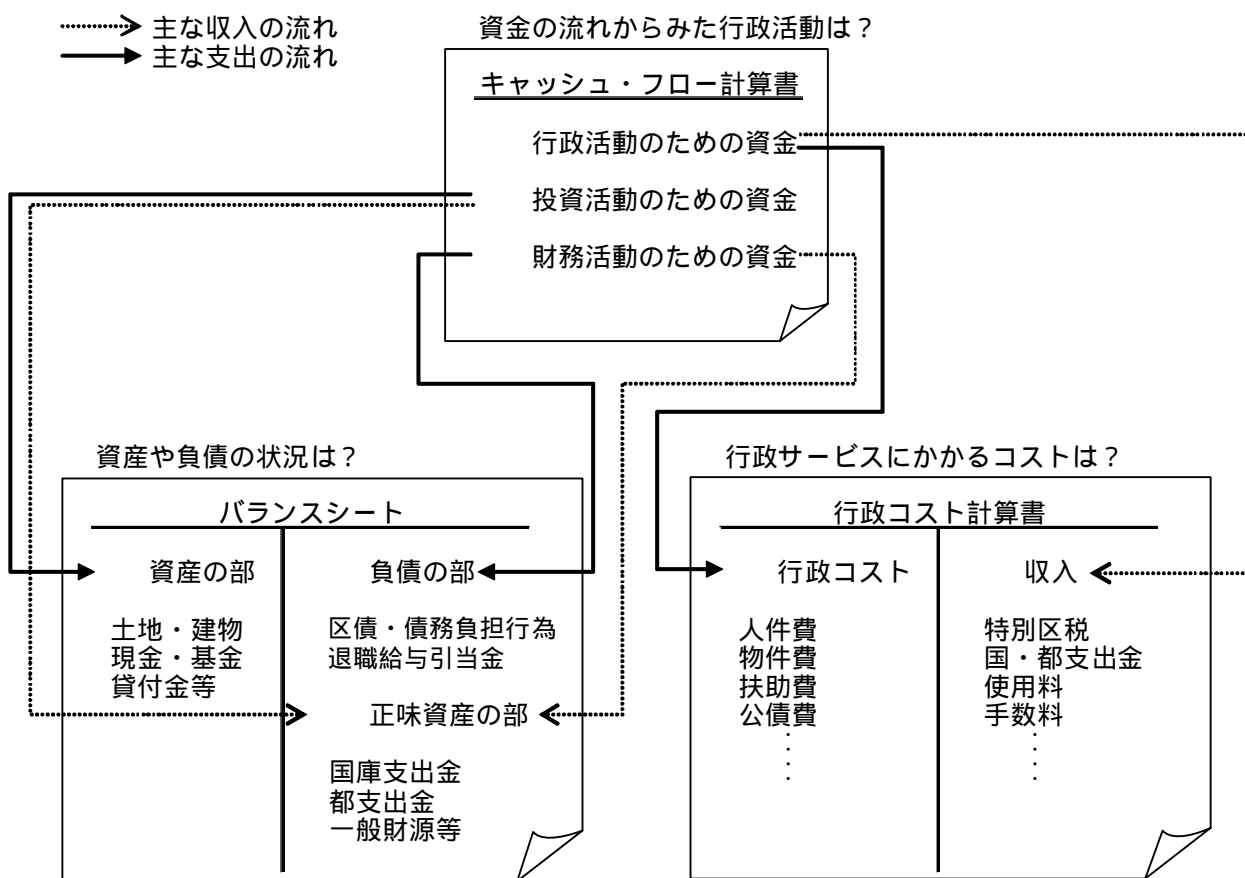 主な収入の流れ
主な支出の流れ
資金の流れからみた行政活動は？
キャッシュ・フロー計算書
行政活動のための資金
投資活動のための資金
財務活動のための資金
資産や負債の状況は？
バランスシート
資産の部
土地・建物
現金・基金
貸付金等
負債の部
区債・債務負担行為
退職給与引当金
正味資産の部
国庫支出金
都支出金
一般財源等
行政サービスにかかるコストは？
行政コスト計算書
行政コスト
人件費
物件費
扶助費
公債費
収入
特別区税
国・都支出金
使用料
手数料